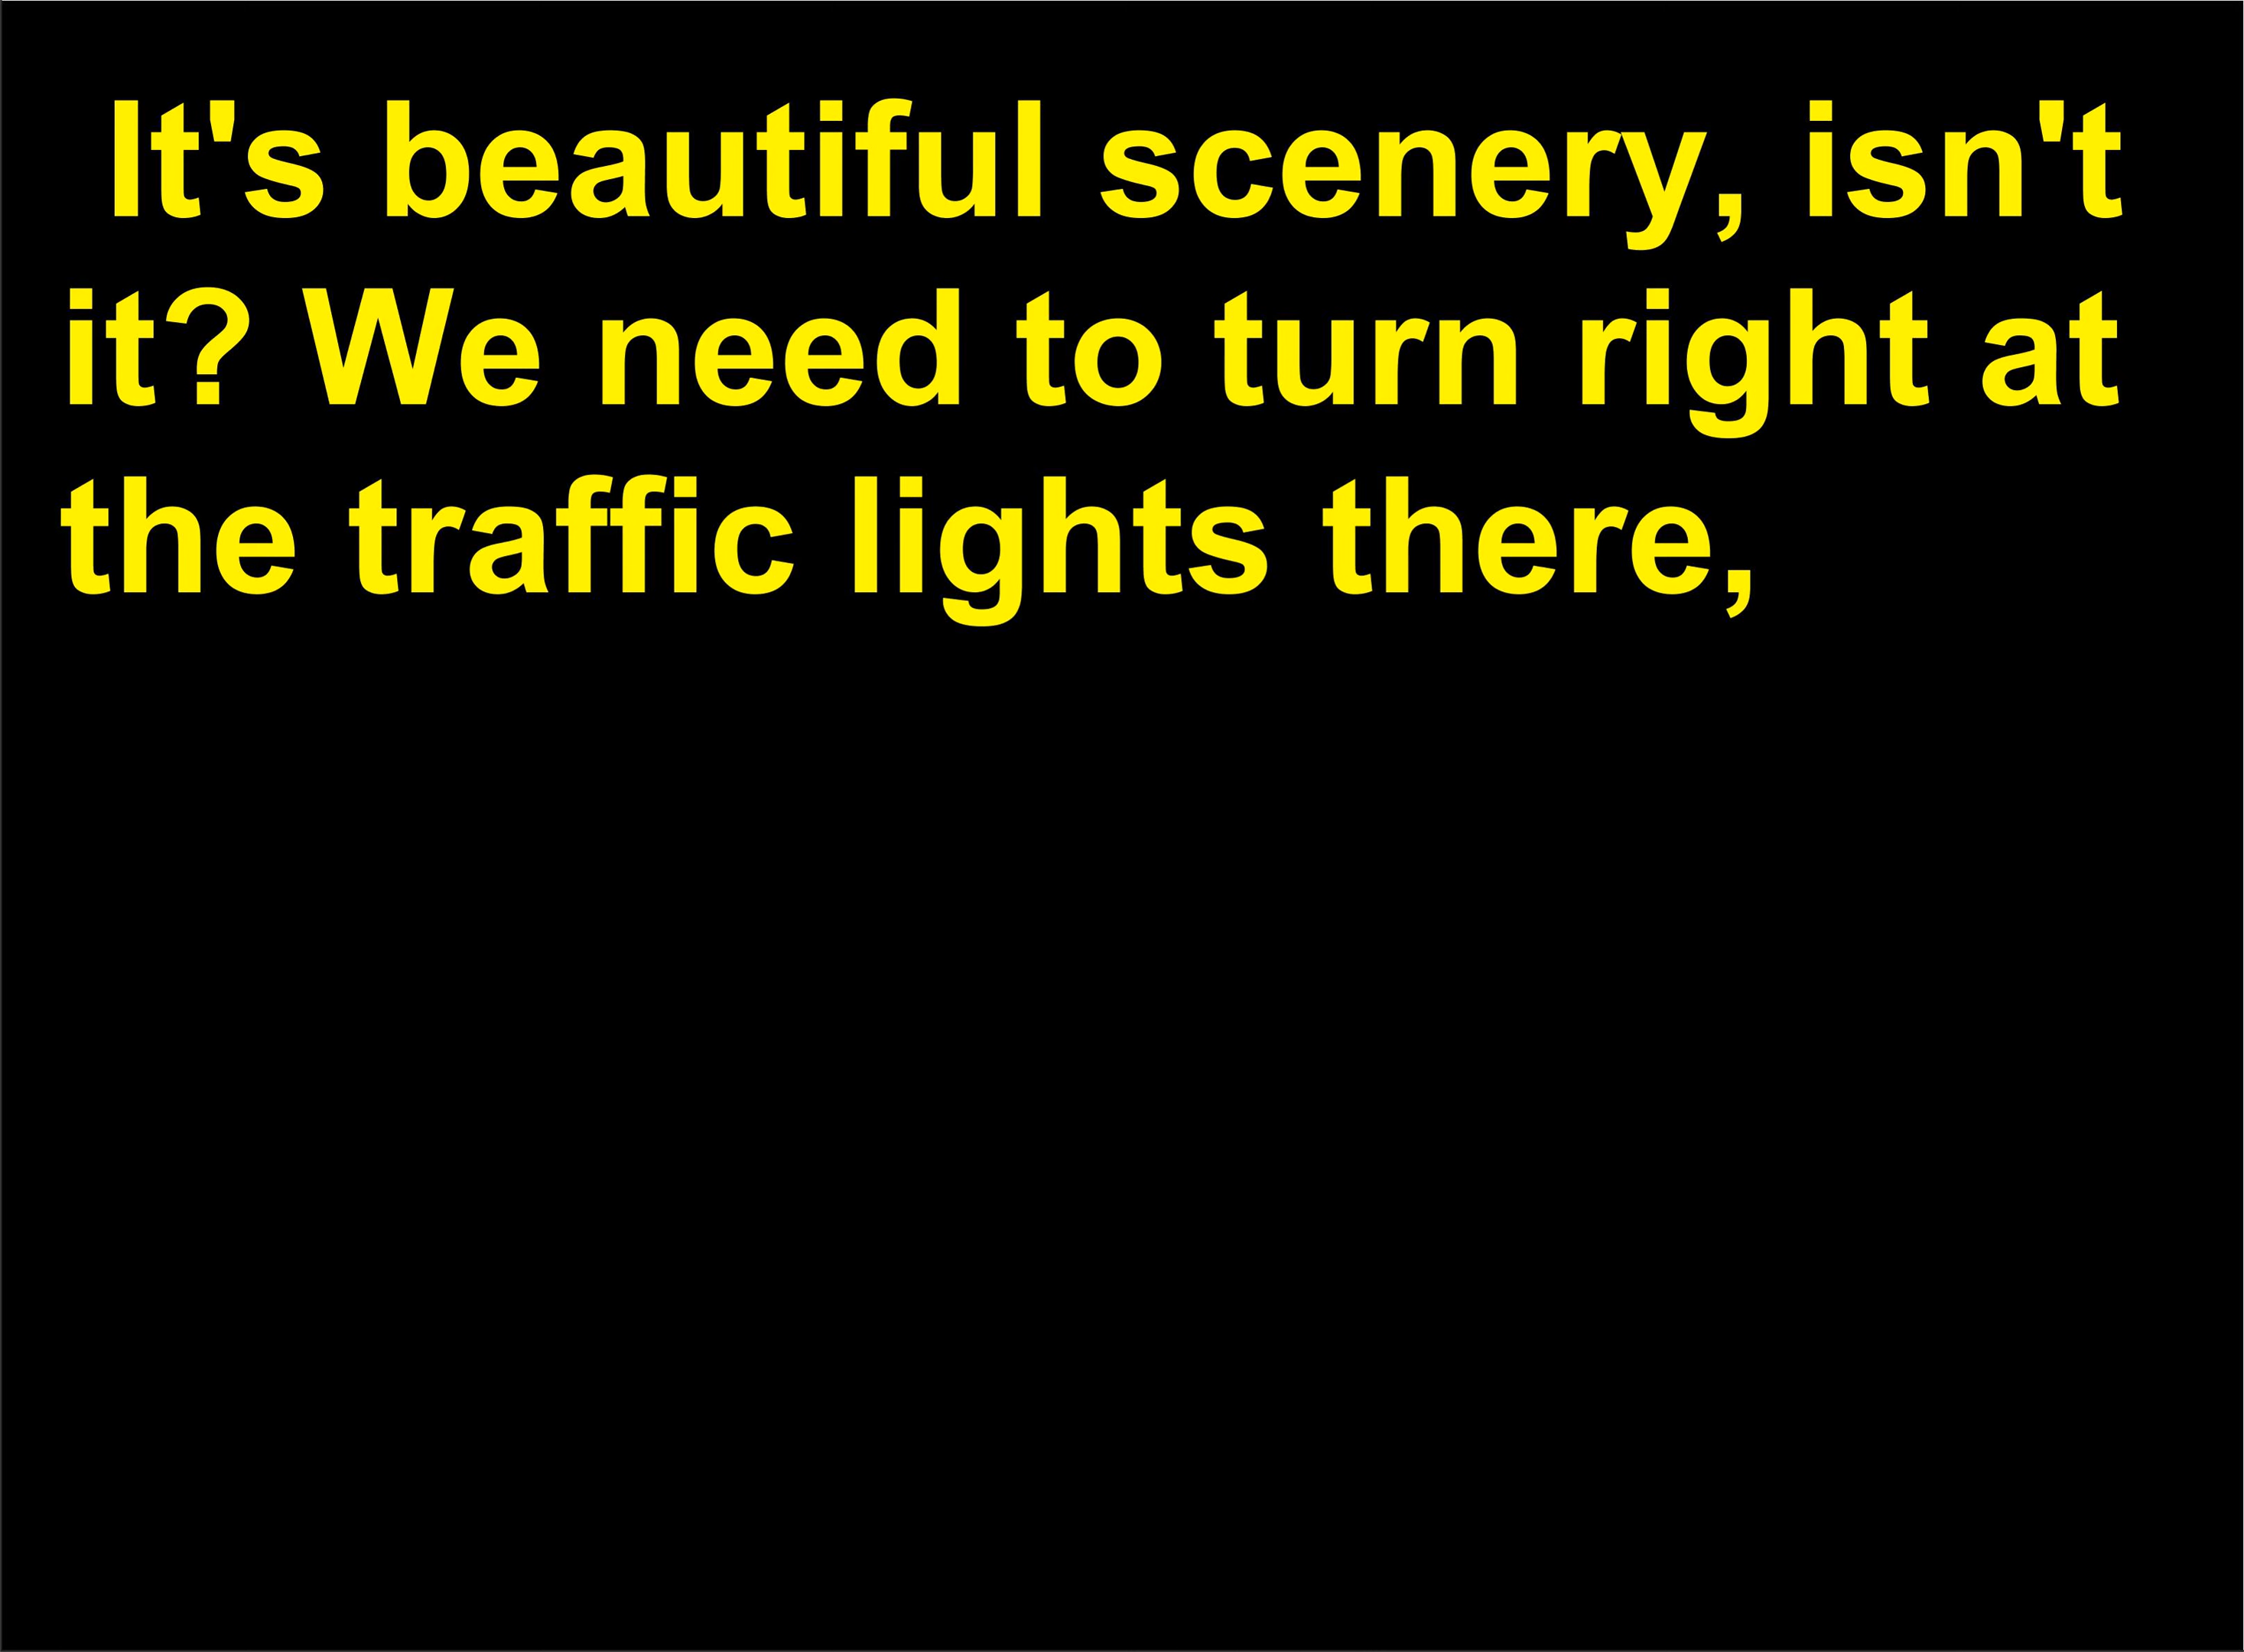 It's beautiful scenery, isn't
it? We need to turn right at
the traffic lights there,